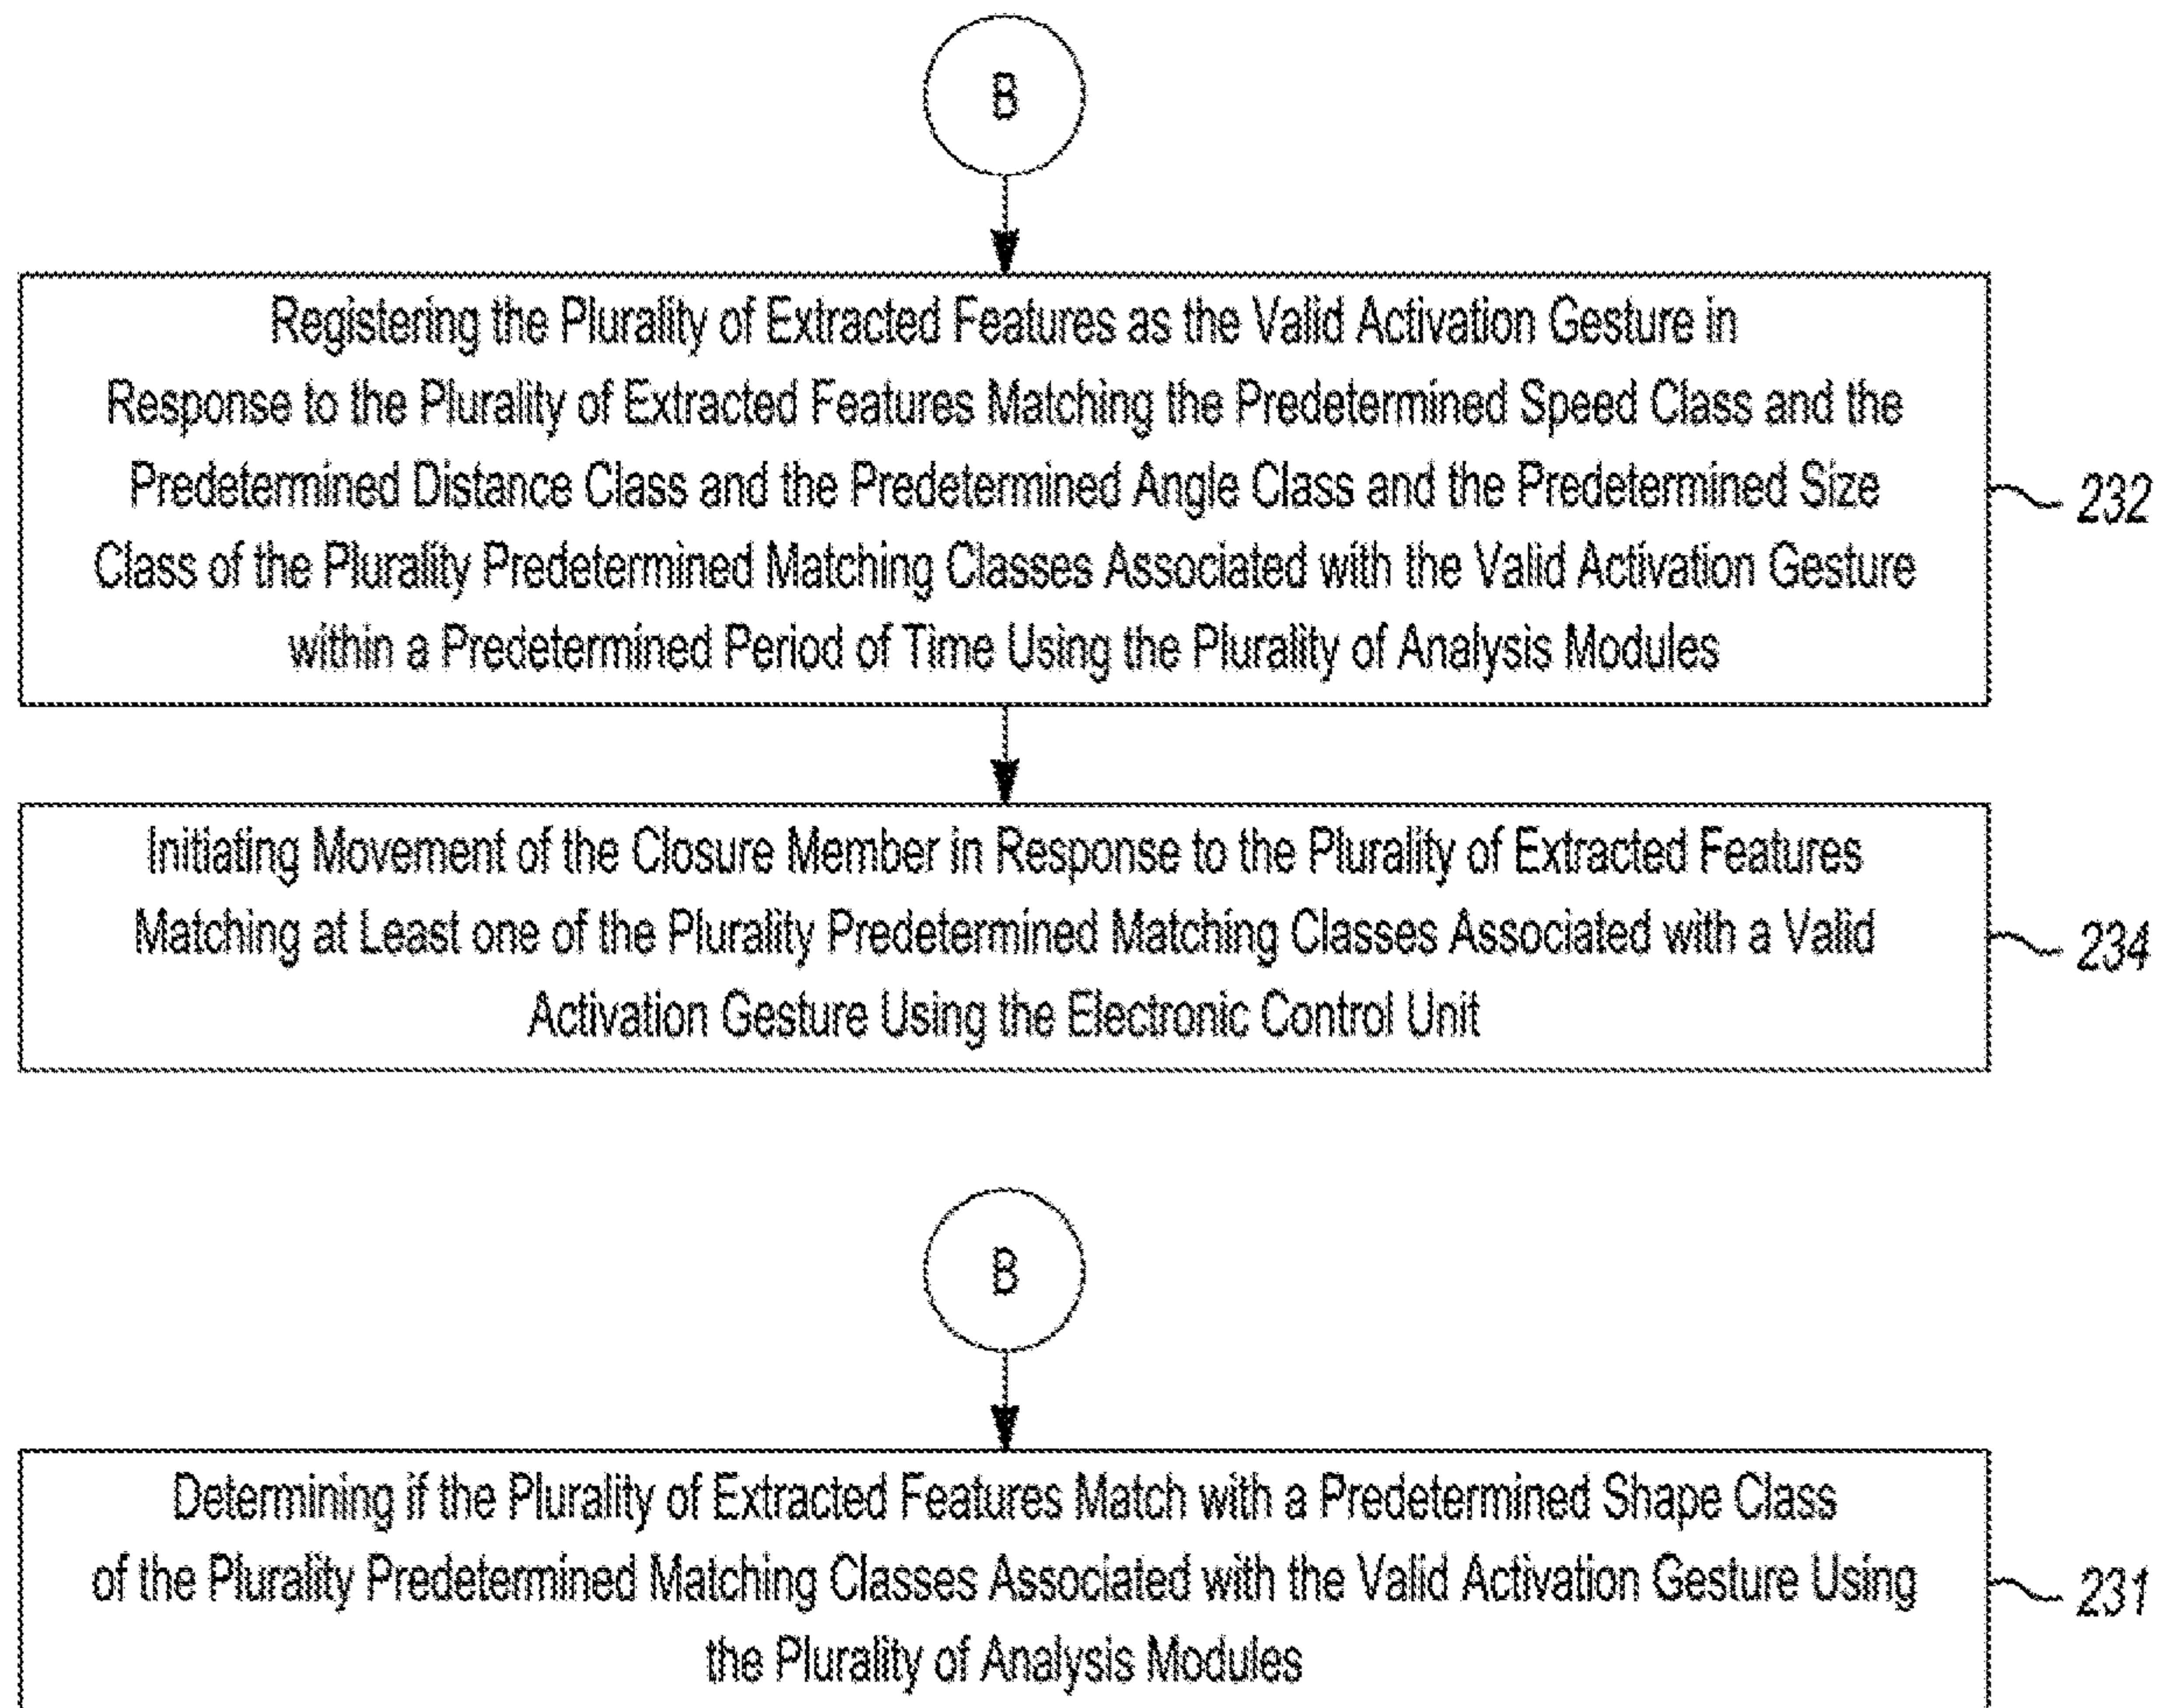 B
Registering the Plurality of Extracted Features as the Valid Activation Gesture in
Response to the Plurality of Extracted Features Matching the Predetermined Speed Class and the
Predetermined Distance Class and the Predetermined Angle Class and the Predetermined Size
Class of the Plurality Predetermined Matching Classes Associated with the Valid Activation Gesture
within a Predetermined Period of Time Using the Plurality of Analysis Modules
232
Initiating Movement of the Closure Member in Response to the Plurality of Extracted Features
Matching at Least one of the Plurality Predetermined Matching Classes Associated with a Valid
Activation Gesture Using the Electronic Control Unit
234
B
Determining if the Plurality of Extracted Features Match with a Predetermined Shape Class
of the Plurality Predetermined Matching Classes Associated with the Valid Activation Gesture Using
the Plurality of Analysis Modules
231